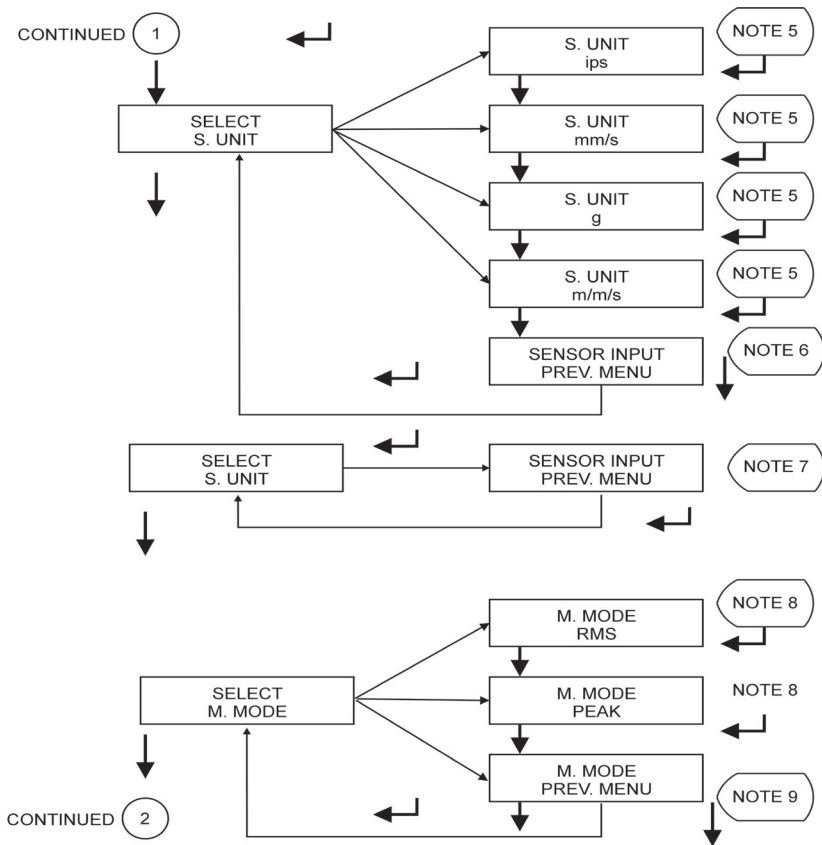 CONTINUED 1
S. UNIT
ips
NOTE 5
SELECT
S. UNIT
S. UNIT
mm/s
NOTE 5
S. UNIT
g
NOTE 5
S. UNIT
m/m/s
NOTE 5
SENSOR INPUT
PREV. MENU
NOTE 6
SELECT
S. UNIT
SENSOR INPUT
PREV. MENU
NOTE 7
M. MODE
RMS
NOTE 8
SELECT
M. MODE
M. MODE
PEAK
NOTE 8
M. MODE
PREV. MENU
NOTE 9
CONTINUED 2